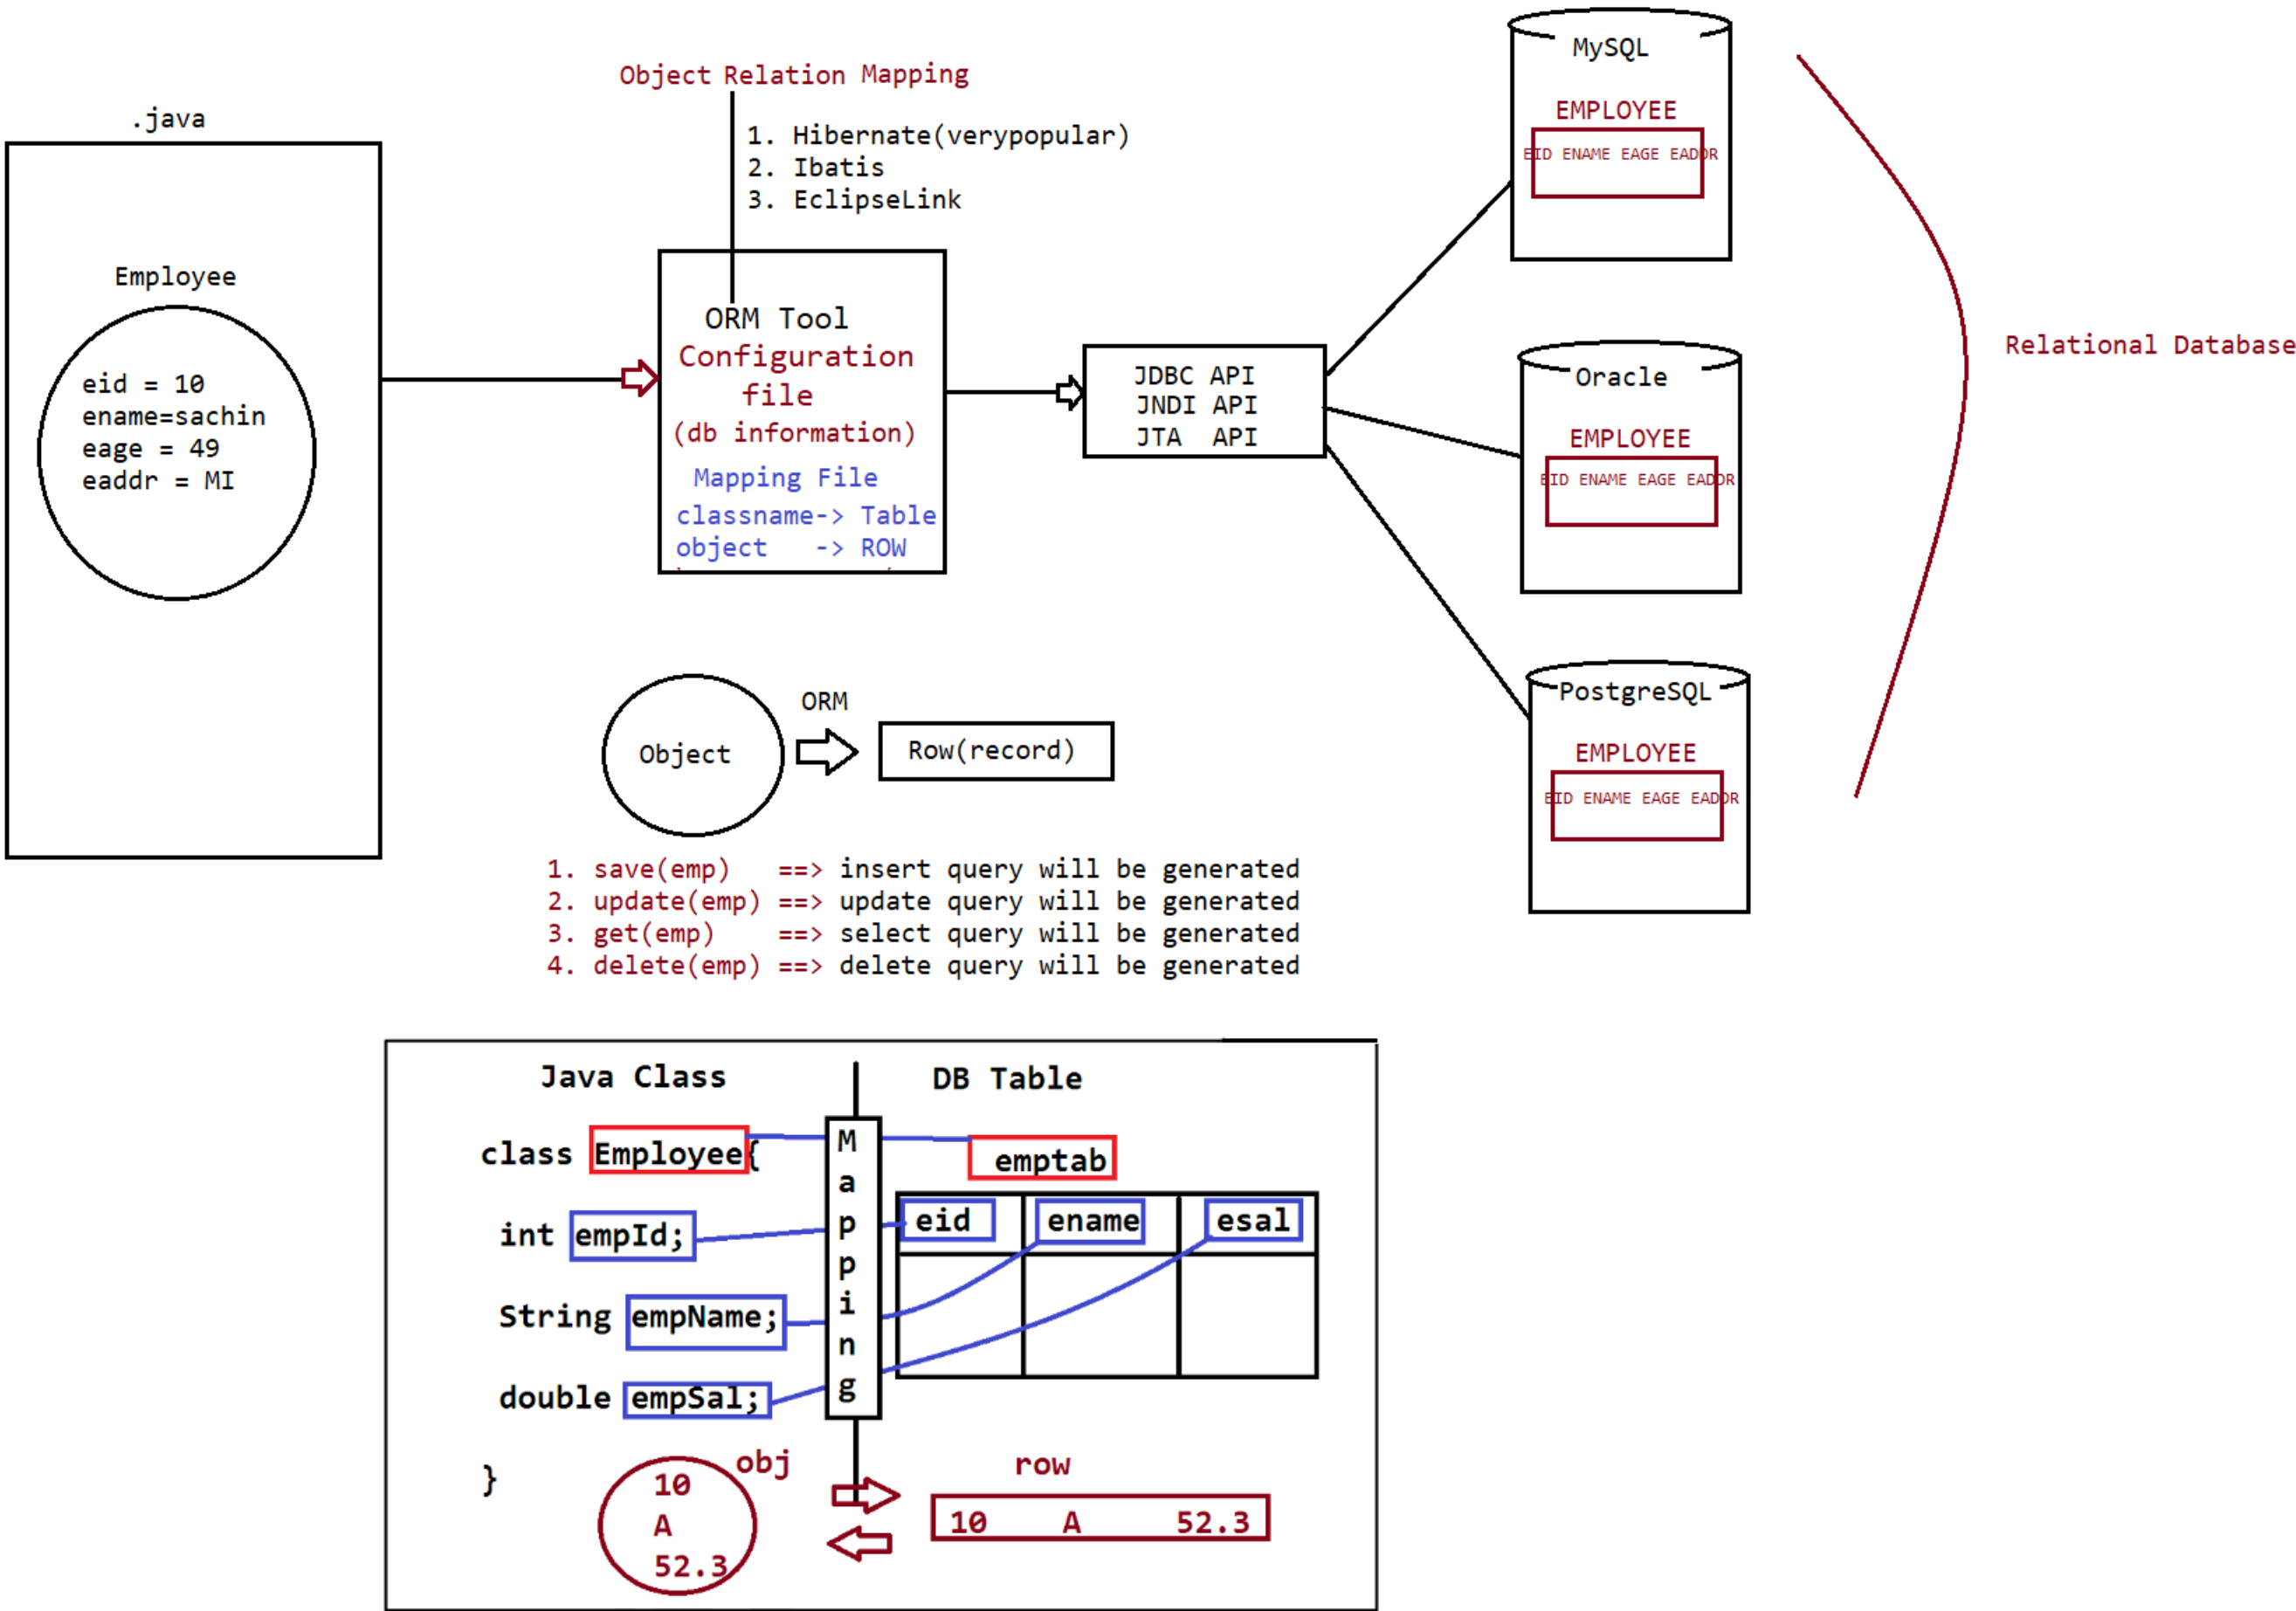 .java
Employee
eid = 10
ename=sachin
eage = 49
eaddr = MI
Object Relation Mapping
1. Hibernate(verypopular)
2. Ibatis
3. EclipseLink
ORM Tool
Configuration
file
(db information)
Mapping File
classname-> Table
object -> ROW
JDBC API
JNDI API
JTA API
MySQL
EMPLOYEE
EID ENAME EAGE EADDR
Oracle
EMPLOYEE
EID ENAME EAGE EADDR
PostgreSQL
EMPLOYEE
EID ENAME EAGE EADDR
Relational Database
Object
ORM
Row(record)
1. save(emp) ==> insert query will be generated
2. update(emp) ==> update query will be generated
3. get(emp) ==> select query will be generated
4. delete(emp) ==> delete query will be generated
Java Class
class Employee{
int empId;
String empName;
double empSal;
}
Mapping
DB Table
emptab
eid ename esal
obj
10
A
52.3
row
10 A 52.3